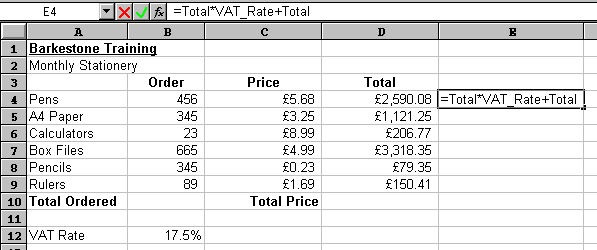 E4 =Total*VAT_Rate+Total
A B C D E
1 Barkestone Training
2 Monthly Stationery
3 Order Price Total
4 Pens 456 £5.68 £2,590.08 =Total*VAT_Rate+Total
5 A4 Paper 345 £3.25 £1,121.25
6 Calculators 23 £8.99 £206.77
7 Box Files 665 £4.99 £3,318.35
8 Pencils 345 £0.23 £79.35
9 Rulers 89 £1.69 £150.41
10 Total Ordered Total Price
11
12 VAT Rate 17.5%